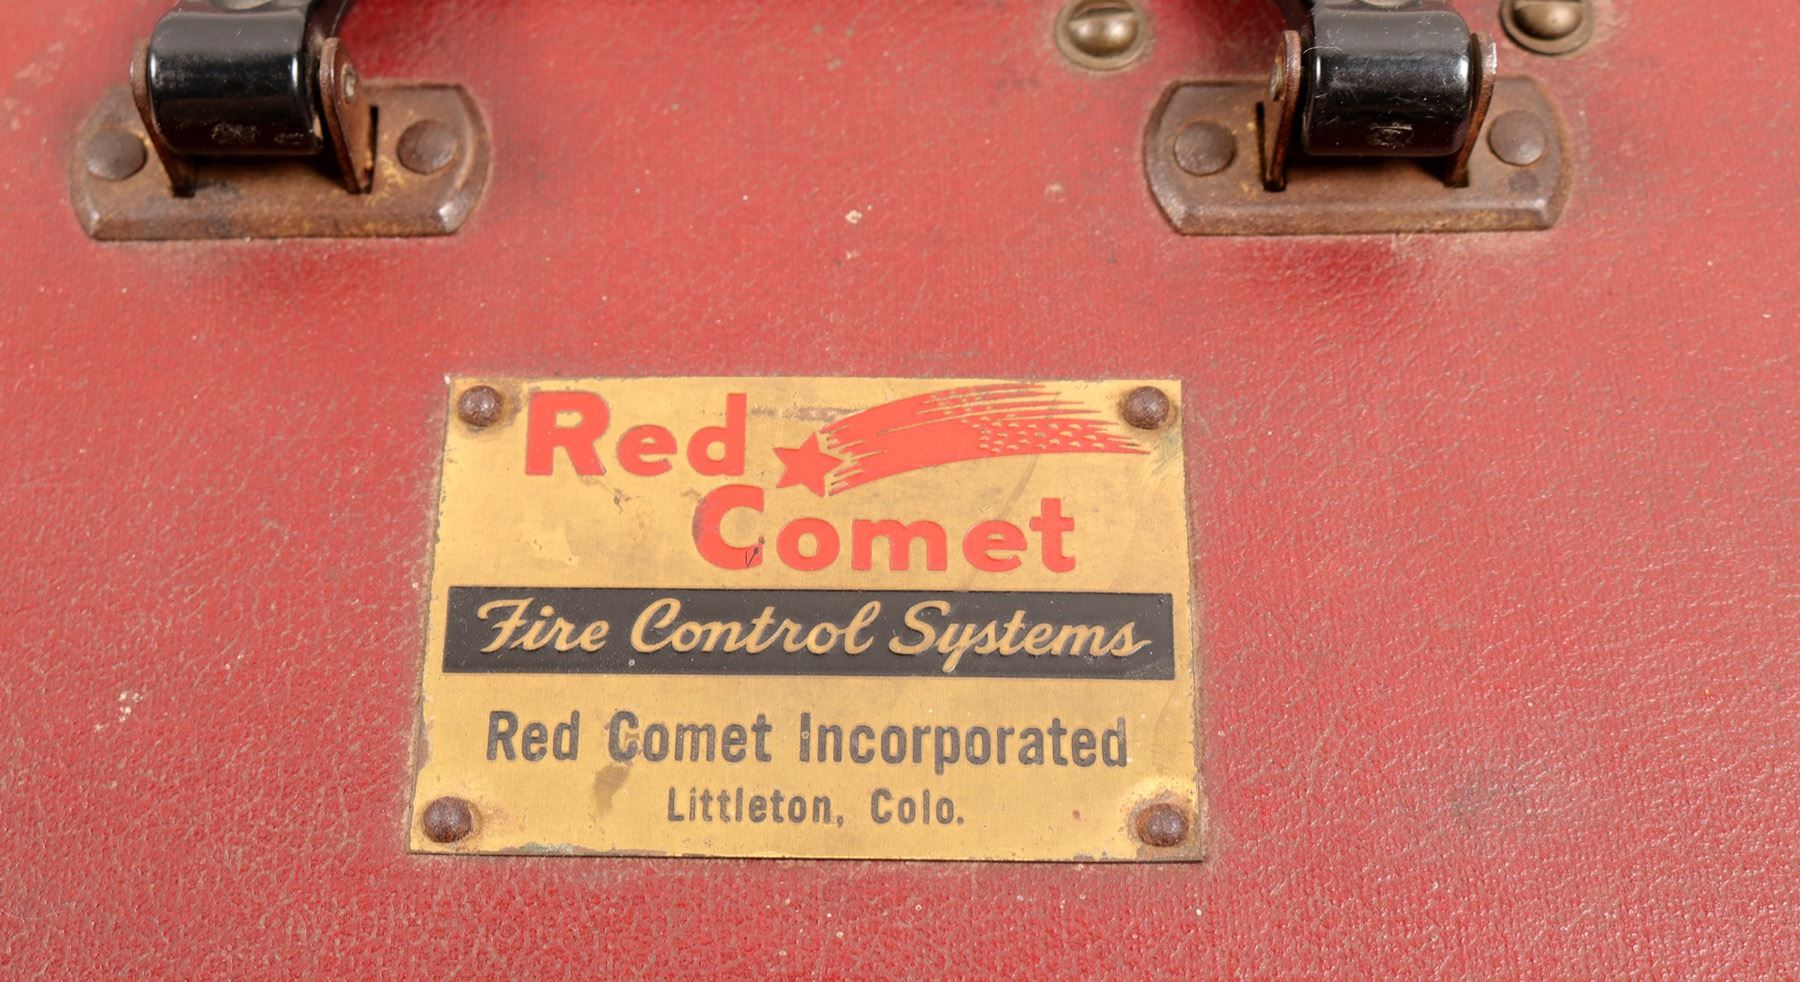 Red
Comet
Fire Control Systems
Red Comet Incorporated
Littleton, Colo.